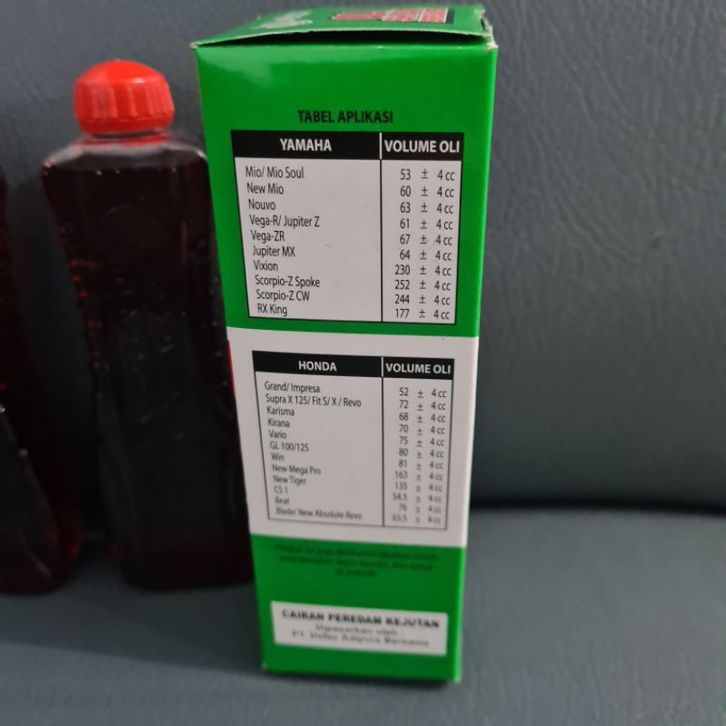 TABEL APLIKASI
YAMAHA VOLUME OLI
Mio/ Mio Soul 53 ± 4 cc
New Mio 60 ± 4 cc
Nouvo 63 ± 4 cc
Vega-R/ Jupiter Z 61 ± 4 cc
Vega-ZR 67 ± 4 cc
Jupiter MX 64 ± 4 cc
Vixion 230 ± 4 cc
Scorpio-Z Spoke 252 ± 4 cc
Scorpio-Z CW 244 ± 4 cc
RX King 177 ± 4 cc
HONDA VOLUME OLI
Grand/ Impresa 52 ± 4 cc
Supra X 125/ Fit S/ X / Revo 72 ± 4 cc
Karisma 68 ± 4 cc
Kirana 70 ± 4 cc
Vario 75 ± 4 cc
GL 100/125 80 ± 4 cc
Win 81 ± 4 cc
New Mega Pro 163 ± 4 cc
New Tiger 135 ± 4 cc
CS 1 54.5 ± 4 cc
Beat 76 ± 4 cc
Blade/ New Absolute Revo 65.5 ± 4 cc
CAIRAN PEREDAM KEJUTAN
Dipasarkan oleh
PT. Adipura Bersama